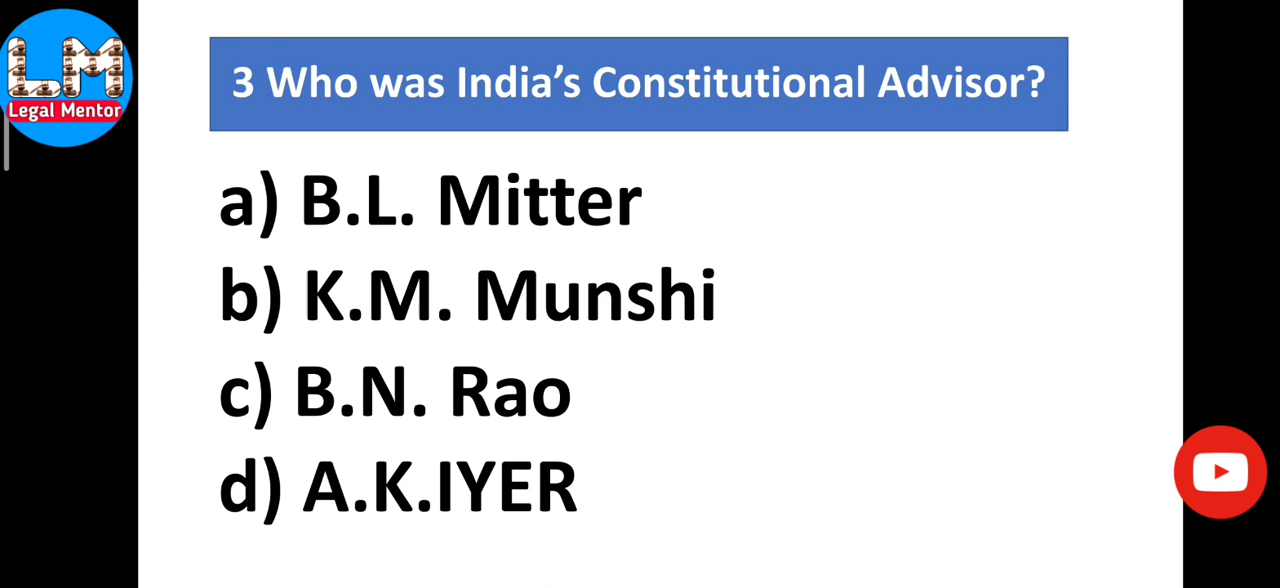 LM
Legal Mentor
3 Who was India’s Constitutional Advisor?
a) B.L. Mitter
b) K.M. Munshi
c) B.N. Rao
d) A.K.IYER